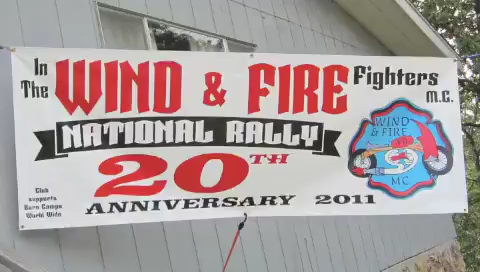 In The WIND & FIRE Fighters M.C.
NATIONAL RALLY
20TH
ANNIVERSARY 2011
Club
supports
Burn Camps
World Wide
WIND
& FIRE
MC